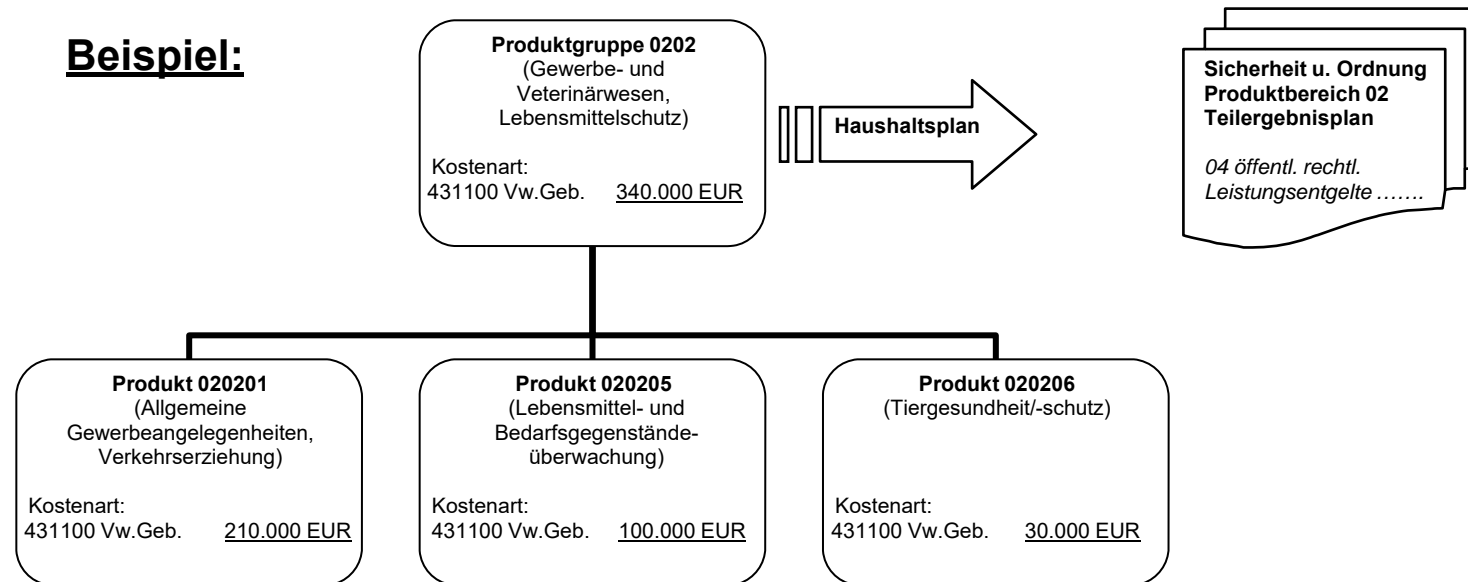 Beispiel:
Produktgruppe 0202
(Gewerbe- und
Veterinärwesen,
Lebensmittelschutz)
Kostenart:
431100 Vw.Geb. 340.000 EUR
Haushaltsplan
Sicherheit u. Ordnung
Produktbereich 02
Teilergebnisplan
04 öffentl. rechtl.
Leistungsentgelte …….
Produkt 020201
(Allgemeine
Gewerbeangelegenheiten,
Verkehrserziehung)
Kostenart:
431100 Vw.Geb. 210.000 EUR
Produkt 020205
(Lebensmittel- und
Bedarfsgegenstände-
überwachung)
Kostenart:
431100 Vw.Geb. 100.000 EUR
Produkt 020206
(Tiergesundheit/-schutz)
Kostenart:
431100 Vw.Geb. 30.000 EUR